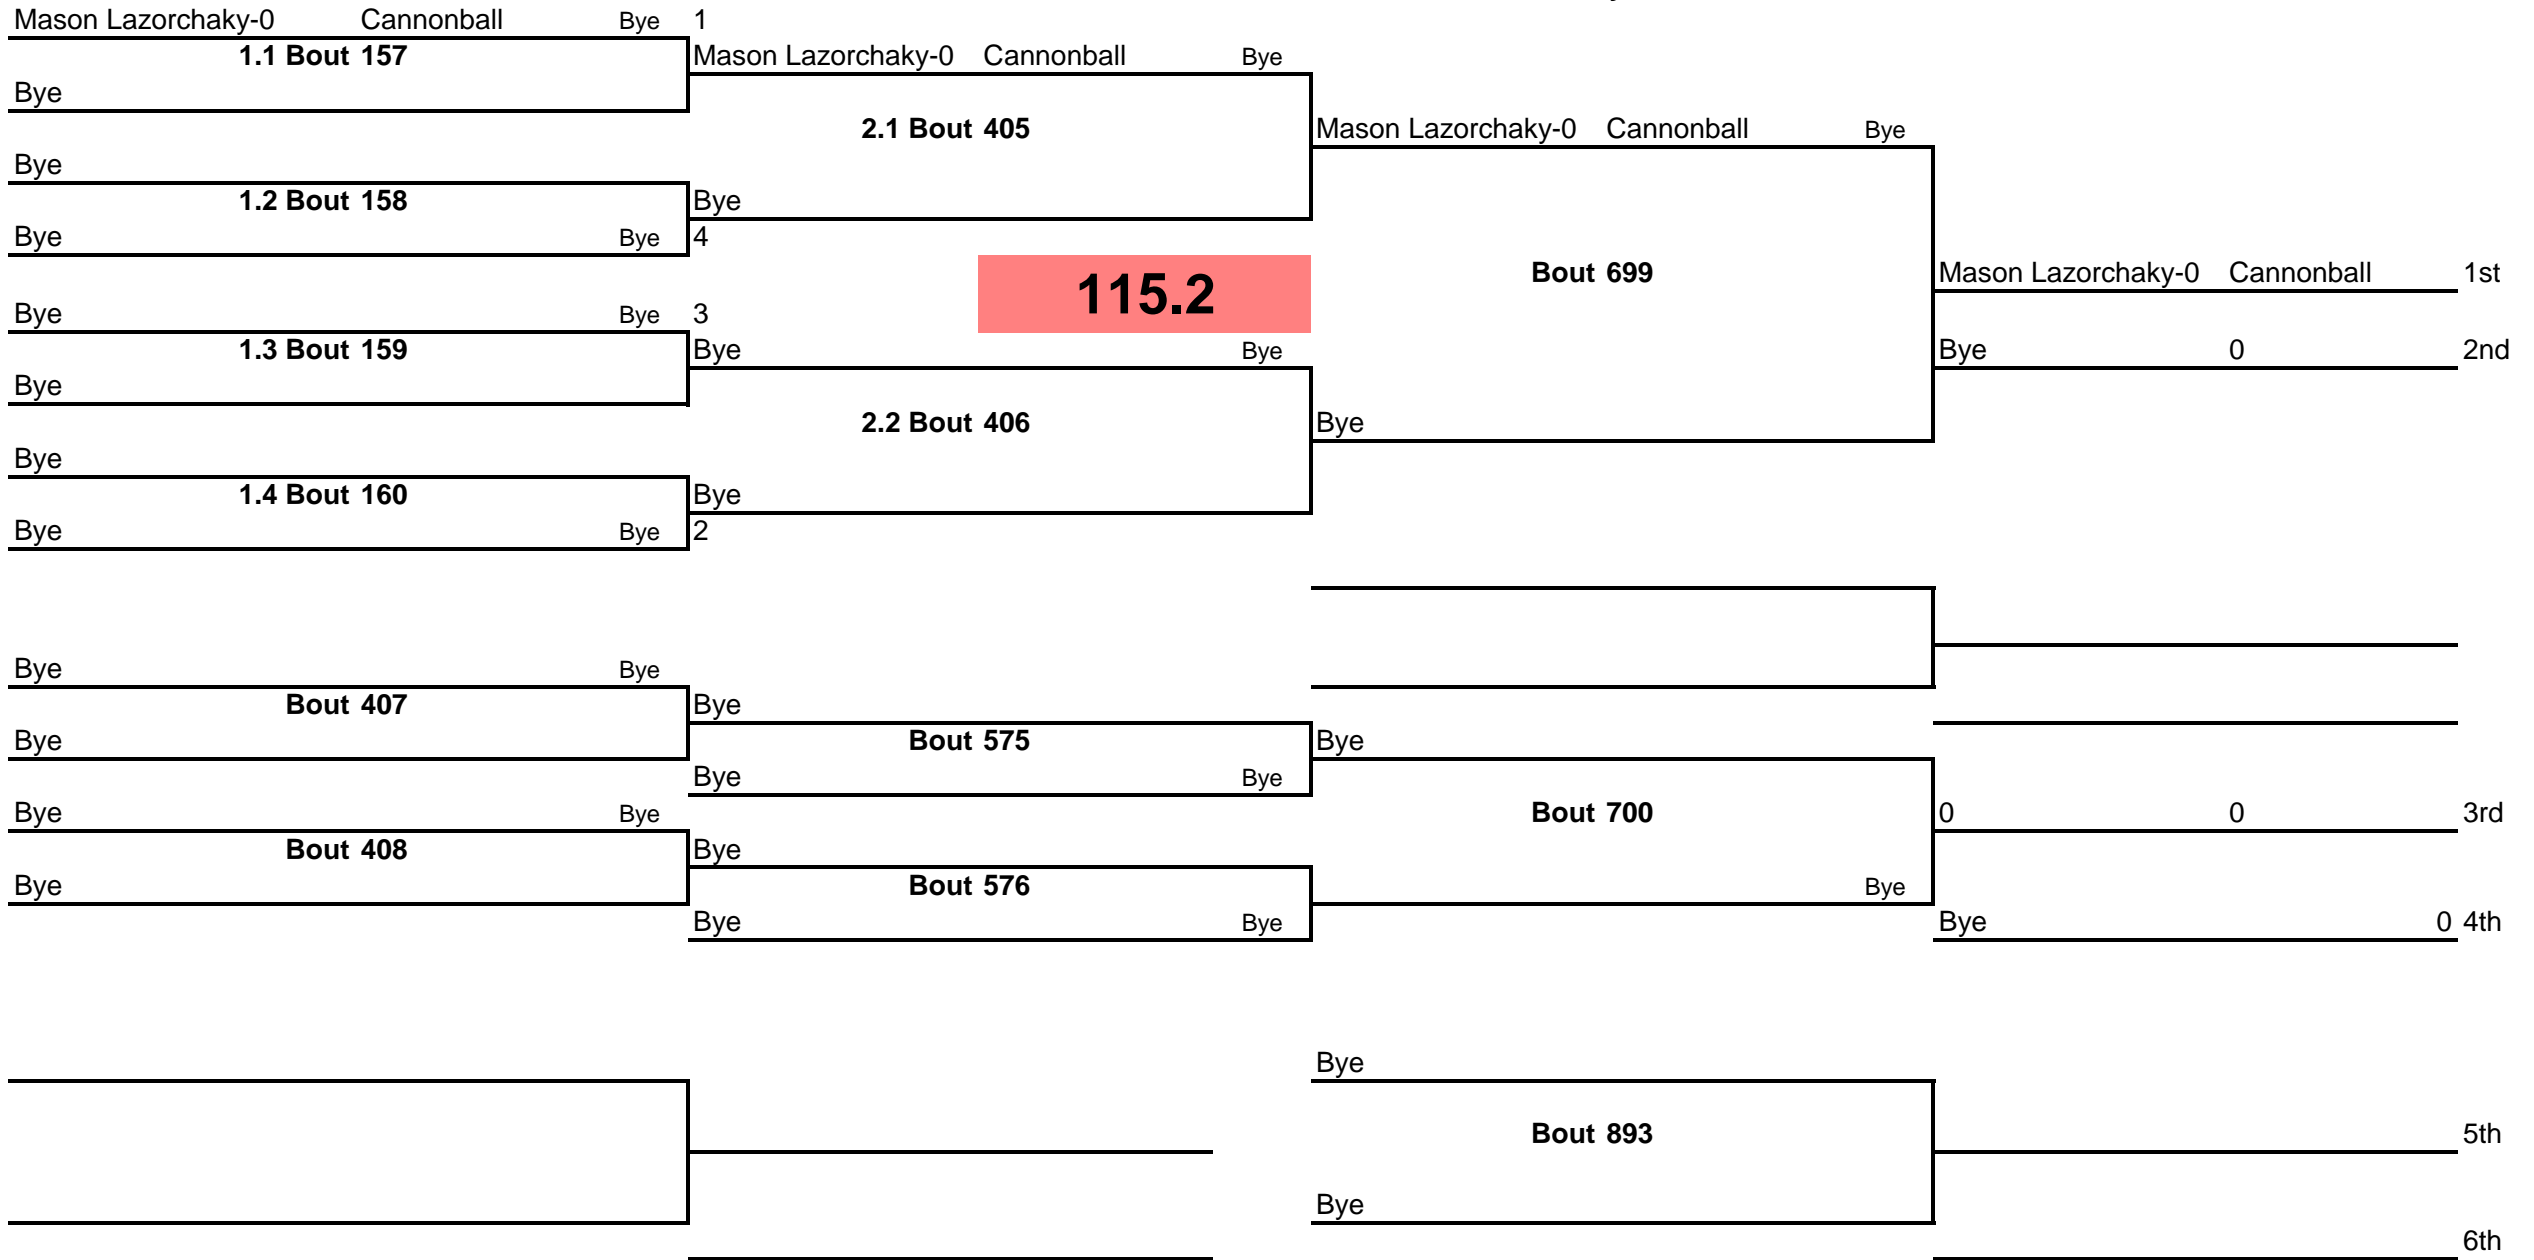 Mason Lazorchaky-0 Cannonball Bye 1
1.1 Bout 157 Mason Lazorchaky-0 Cannonball Bye
Bye
2.1 Bout 405 Mason Lazorchaky-0 Cannonball Bye
Bye
1.2 Bout 158 Bye
Bye Bye 4
115.2 Bout 699 Mason Lazorchaky-0 Cannonball 1st
Bye Bye 3
1.3 Bout 159 Bye Bye Bye 0 2nd
Bye
2.2 Bout 406 Bye
Bye
1.4 Bout 160 Bye
Bye Bye 2
Bye Bye
Bout 407 Bye
Bye Bout 575 Bye
Bye Bye
Bye Bye Bout 700 0 0 3rd
Bout 408 Bye
Bye Bout 576 Bye
Bye Bye Bye 0 4th
Bye
Bout 893 5th
Bye
6th